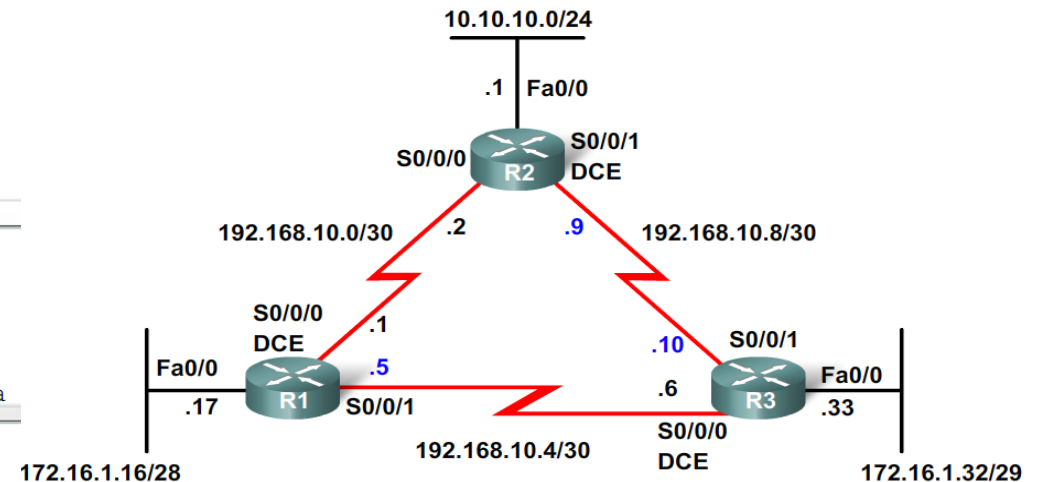 10.10.10.0/24
.1 Fa0/0
S0/0/0
R2
S0/0/1
DCE
192.168.10.0/30
.2
.9
192.168.10.8/30
S0/0/0
DCE
.1
.10
S0/0/1
Fa0/0
.17
R1
.5
S0/0/1
.6
R3
Fa0/0
.33
a
192.168.10.4/30
S0/0/0
DCE
172.16.1.16/28
172.16.1.32/29